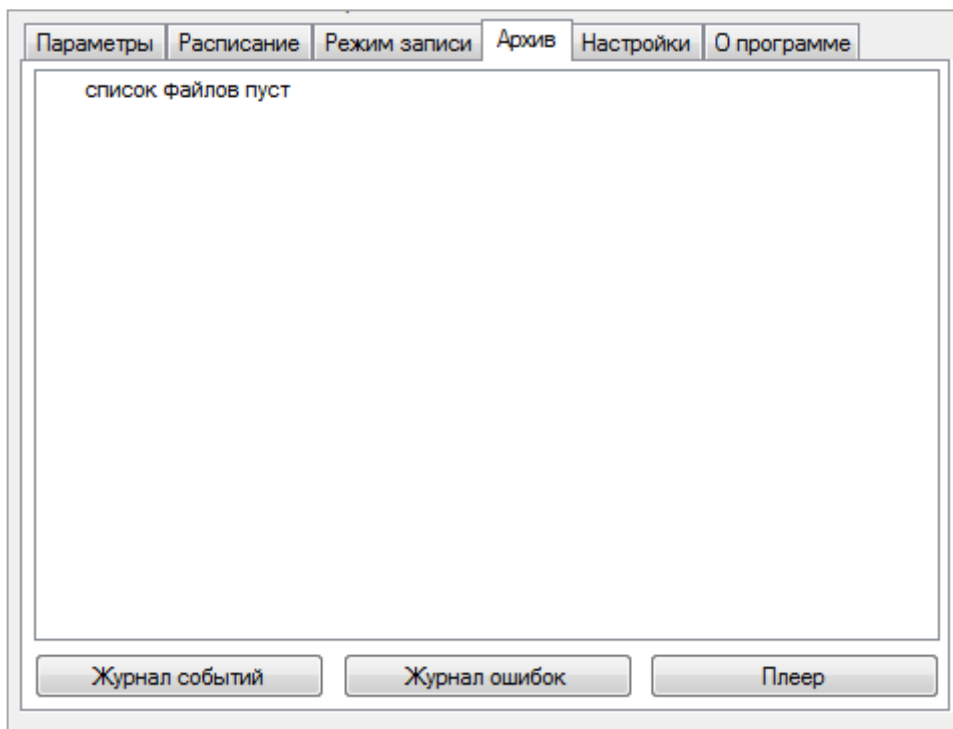 Параметры Расписание Режим записи Архив Настройки О программе
список файлов пуст
Журнал событий Журнал ошибок Плеер